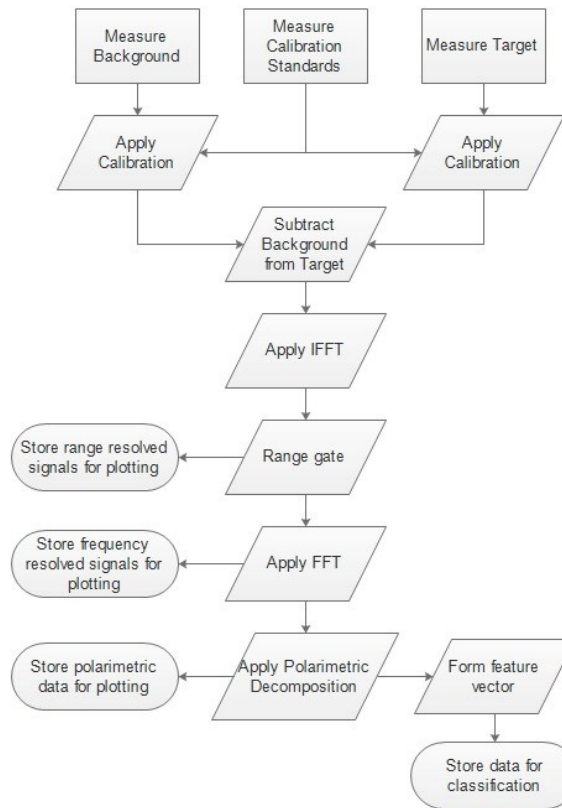 Measure
Background
Measure
Calibration
Standards
Measure Target
Apply
Calibration
Apply
Calibration
Subtract
Background
from Target
Apply IFFT
Store range resolved
signals for plotting
Range gate
Store frequency
resolved signals for
plotting
Apply FFT
Store polarimetric
data for plotting
Apply Polarimetric
Decomposition
Form feature
vector
Store data for
classification